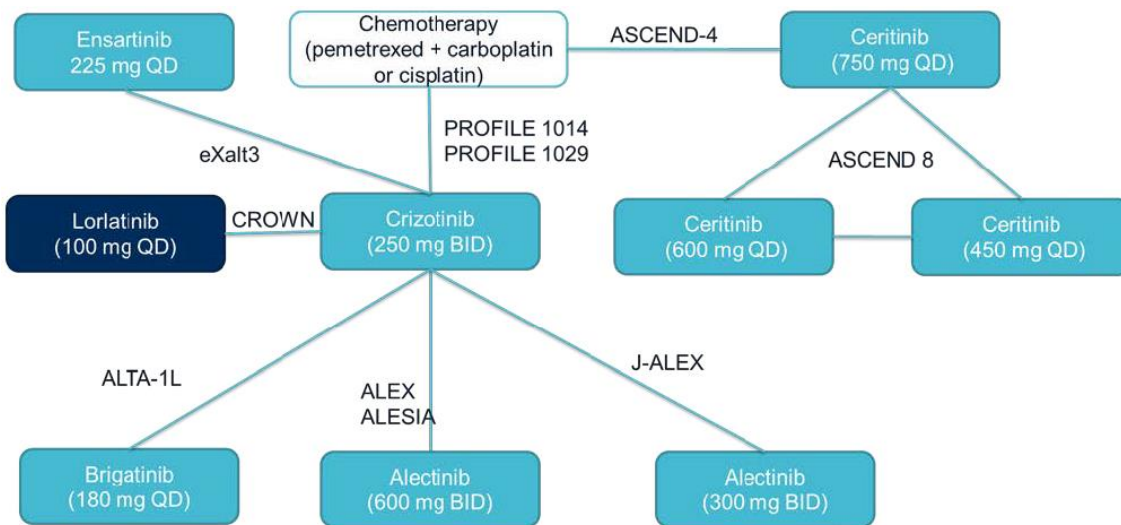 Ensartinib
225 mg QD
Chemotherapy
(pemetrexed + carboplatin
or cisplatin)
ASCEND-4
Ceritinib
(750 mg QD)
eXalt3
PROFILE 1014
PROFILE 1029
ASCEND 8
Lorlatinib
(100 mg QD)
CROWN
Crizotinib
(250 mg BID)
Ceritinib
(600 mg QD)
Ceritinib
(450 mg QD)
ALTA-1L
ALEX
ALESIA
J-ALEX
Brigatinib
(180 mg QD)
Alectinib
(600 mg BID)
Alectinib
(300 mg BID)